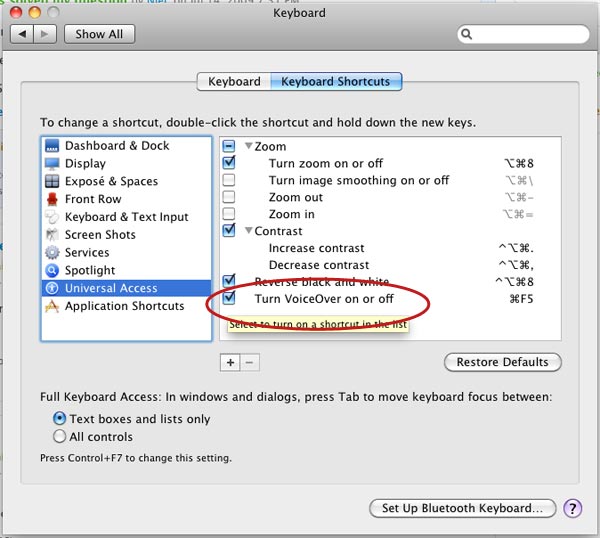 Keyboard
Show All
Keyboard Keyboard Shortcuts
To change a shortcut, double-click the shortcut and hold down the new keys.
Dashboard & Dock
Display
Exposé & Spaces
Front Row
Keyboard & Text Input
Screen Shots
Services
Spotlight
Universal Access
Application Shortcuts
Zoom
Turn zoom on or off ⌥⌘8
Turn image smoothing on or off ⌥⌘\
Zoom out ⌥⌘-
Zoom in ⌥⌘=
Contrast
Increase contrast ^⌥⌘.
Decrease contrast ^⌥⌘,
Reverse black and white ^⌥⌘8
Turn VoiceOver on or off ⌘F5
Select to turn on a shortcut in the list
+ −
Restore Defaults
Full Keyboard Access: In windows and dialogs, press Tab to move keyboard focus between:
Text boxes and lists only
All controls
Press Control+F7 to change this setting.
Set Up Bluetooth Keyboard... ?